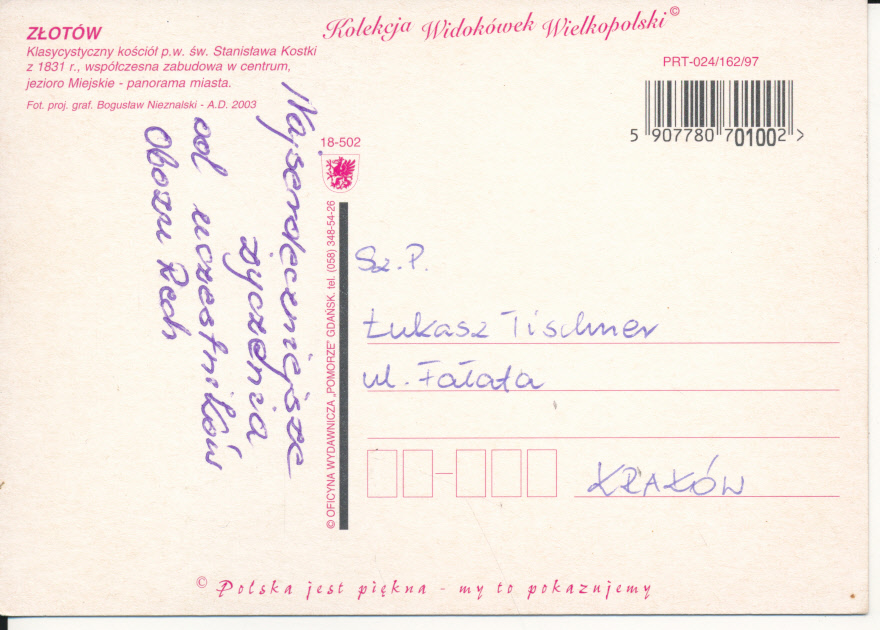 ZŁOTÓW
Klasycystyczny kościół p.w. św. Stanisława Kostki
z 1831 r., współczesna zabudowa w centrum,
jezioro Miejskie - panorama miasta.
Fot. proj. graf. Bogusław Nieznalski - A.D. 2003
Kolekcja Widokówek Wielkopolski©
PRT-024/162/97
5 907780 701002 >
18-502
© OFICYNA WYDAWNICZA „POMORZE" GDAŃSK. tel. (058) 348-54-26
Najserdeczniejsze
życzenia
od uczestników
Obozu Rech
Sz. P.
Łukasz Tischner
ul. Fałata
KRAKÓW
© Polska jest piękna - my to pokazujemy